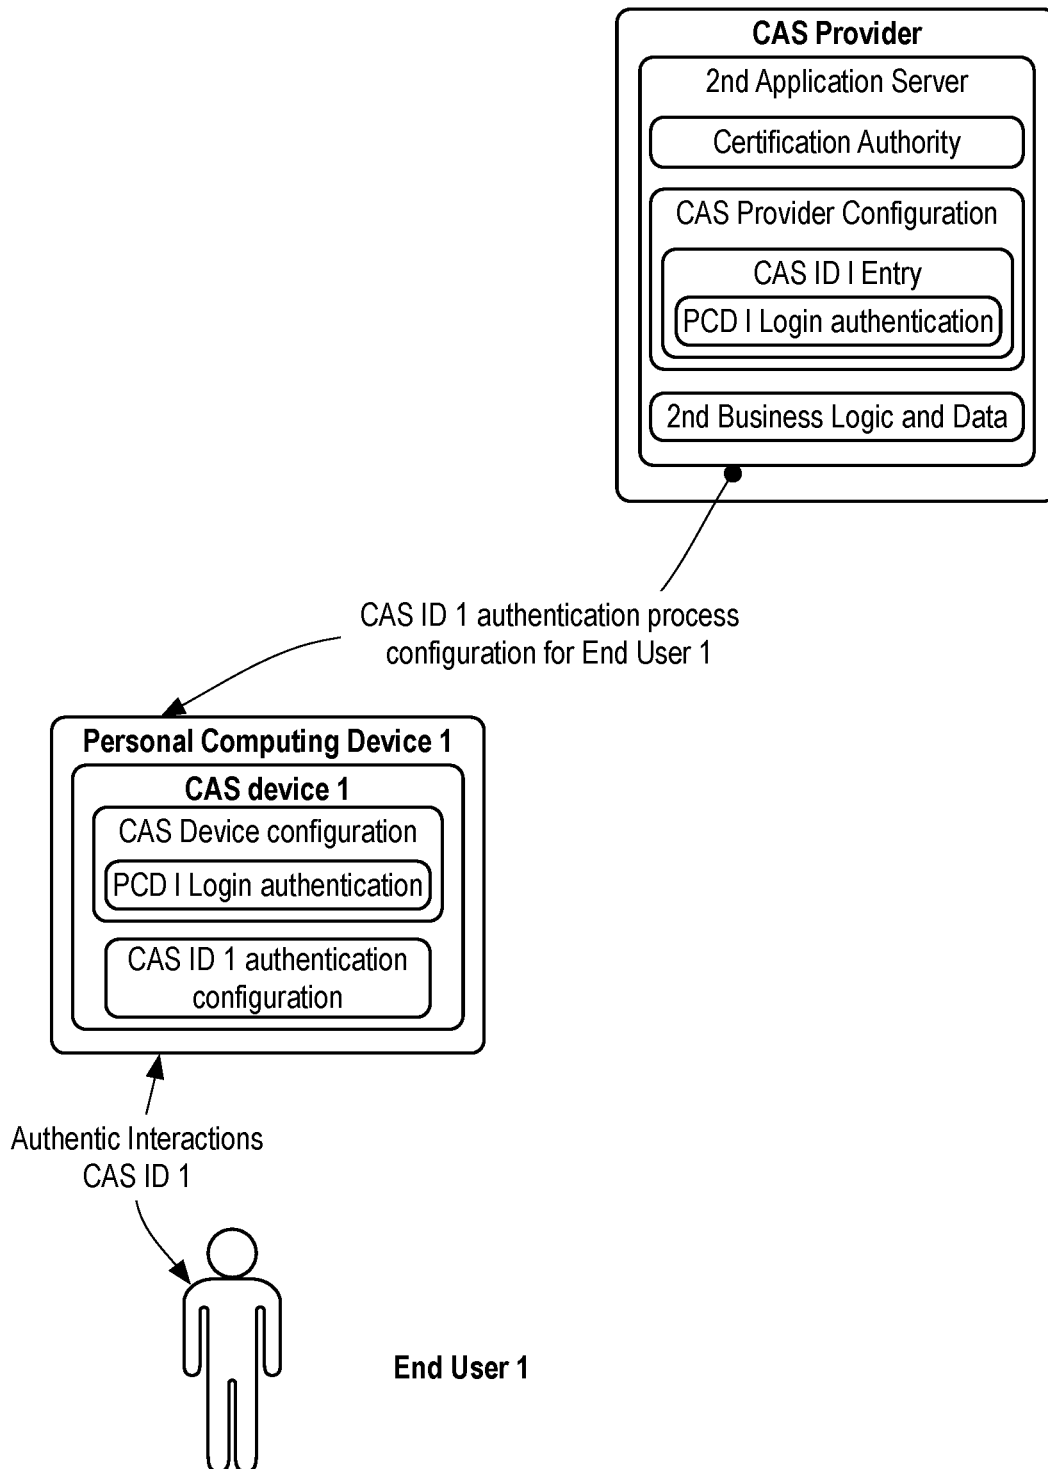 CAS Provider
2nd Application Server
Certification Authority
CAS Provider Configuration
CAS ID I Entry
PCD I Login authentication
2nd Business Logic and Data
CAS ID 1 authentication process
configuration for End User 1
Personal Computing Device 1
CAS device 1
CAS Device configuration
PCD I Login authentication
CAS ID 1 authentication
configuration
Authentic Interactions
CAS ID 1
End User 1